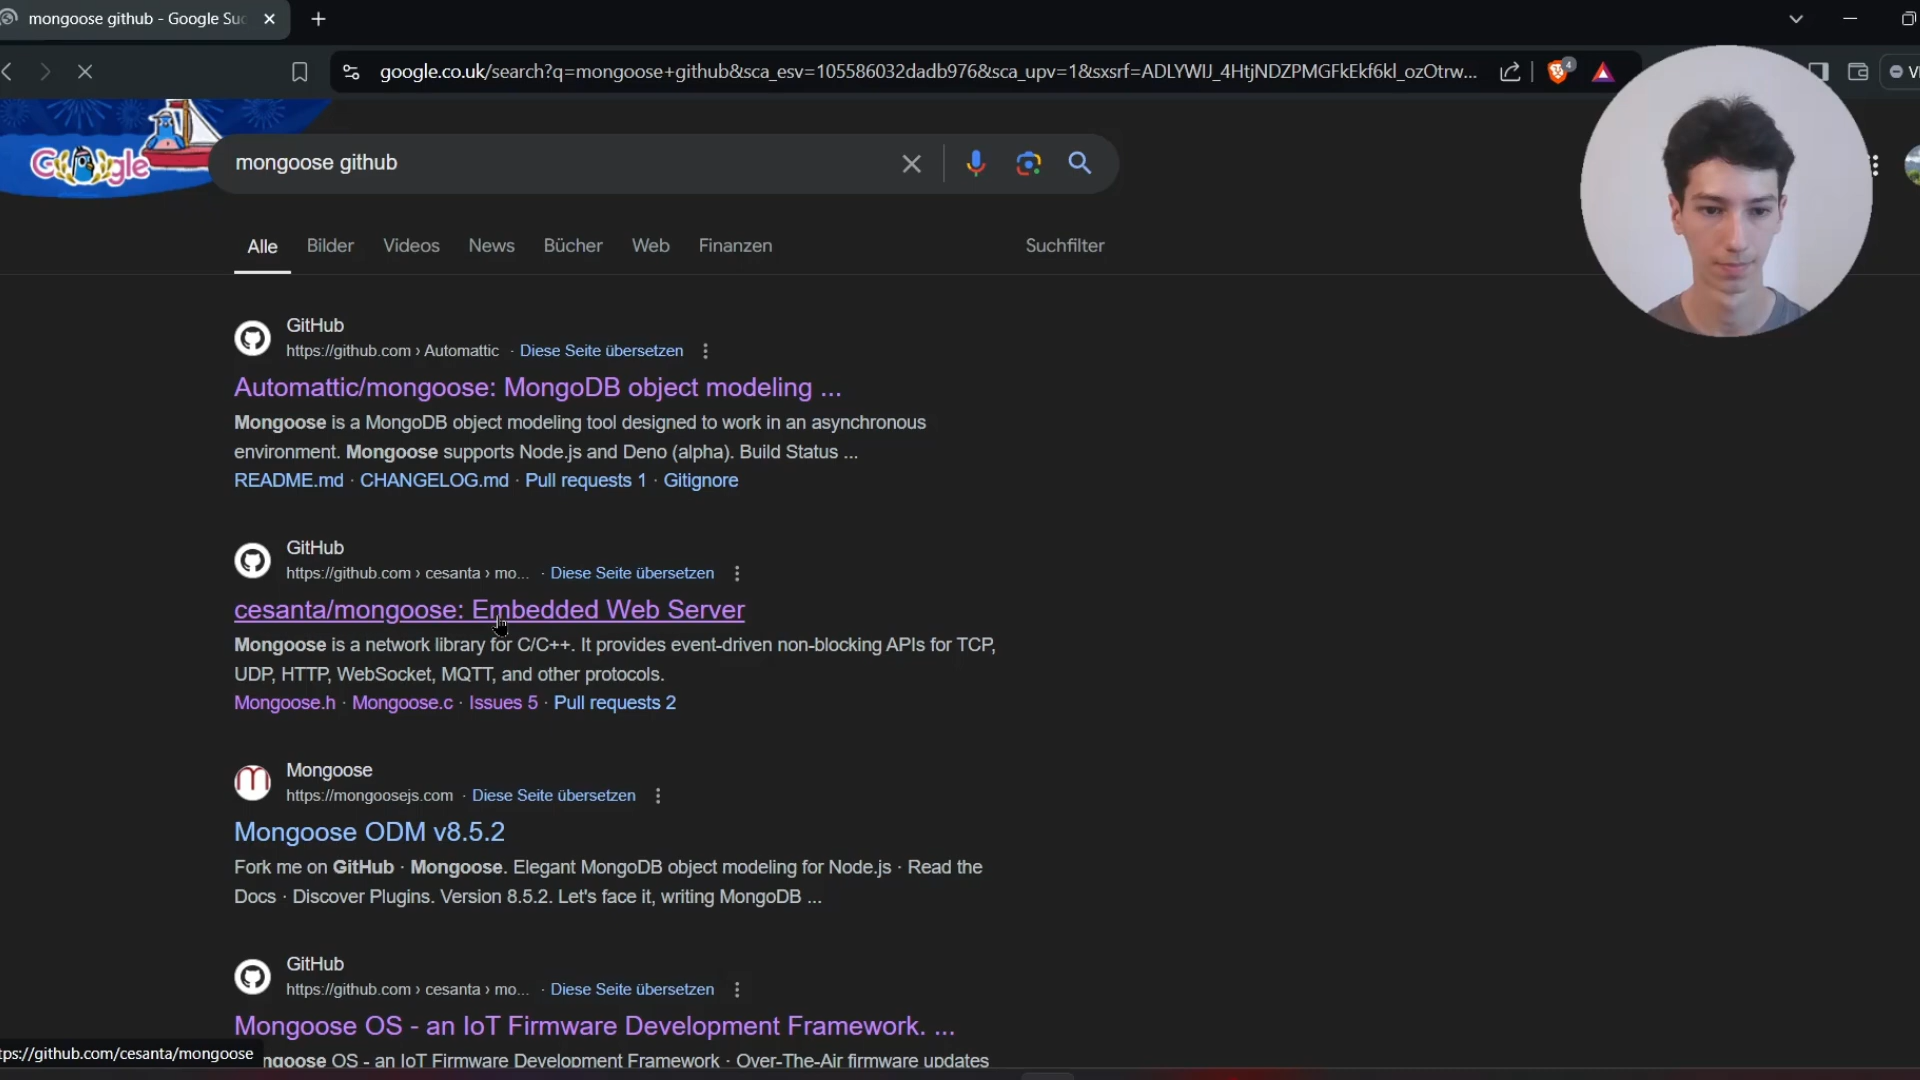 mongoose github - Google Suc
google.co.uk/search?q=mongoose+github&sca_esv=105586032dadb976&sca_upv=1&sxsrf=ADLYWIJ_4HtjNDZPMGFkEkf6kl_ozOtrw...
4
Google
mongoose github
Alle Bilder Videos News Bücher Web Finanzen Suchfilter
GitHub
https://github.com › Automattic · Diese Seite übersetzen
Automattic/mongoose: MongoDB object modeling ...
Mongoose is a MongoDB object modeling tool designed to work in an asynchronous
environment. Mongoose supports Node.js and Deno (alpha). Build Status ...
README.md · CHANGELOG.md · Pull requests 1 · Gitignore
GitHub
https://github.com › cesanta › mo... · Diese Seite übersetzen
cesanta/mongoose: Embedded Web Server
Mongoose is a network library for C/C++. It provides event-driven non-blocking APIs for TCP,
UDP, HTTP, WebSocket, MQTT, and other protocols.
Mongoose.h · Mongoose.c · Issues 5 · Pull requests 2
Mongoose
https://mongoosejs.com · Diese Seite übersetzen
Mongoose ODM v8.5.2
Fork me on GitHub · Mongoose. Elegant MongoDB object modeling for Node.js · Read the
Docs · Discover Plugins. Version 8.5.2. Let's face it, writing MongoDB ...
GitHub
https://github.com › cesanta › mo... · Diese Seite übersetzen
Mongoose OS - an IoT Firmware Development Framework. ...
ngoose OS - an IoT Firmware Development Framework · Over-The-Air firmware updates
tps://github.com/cesanta/mongoose